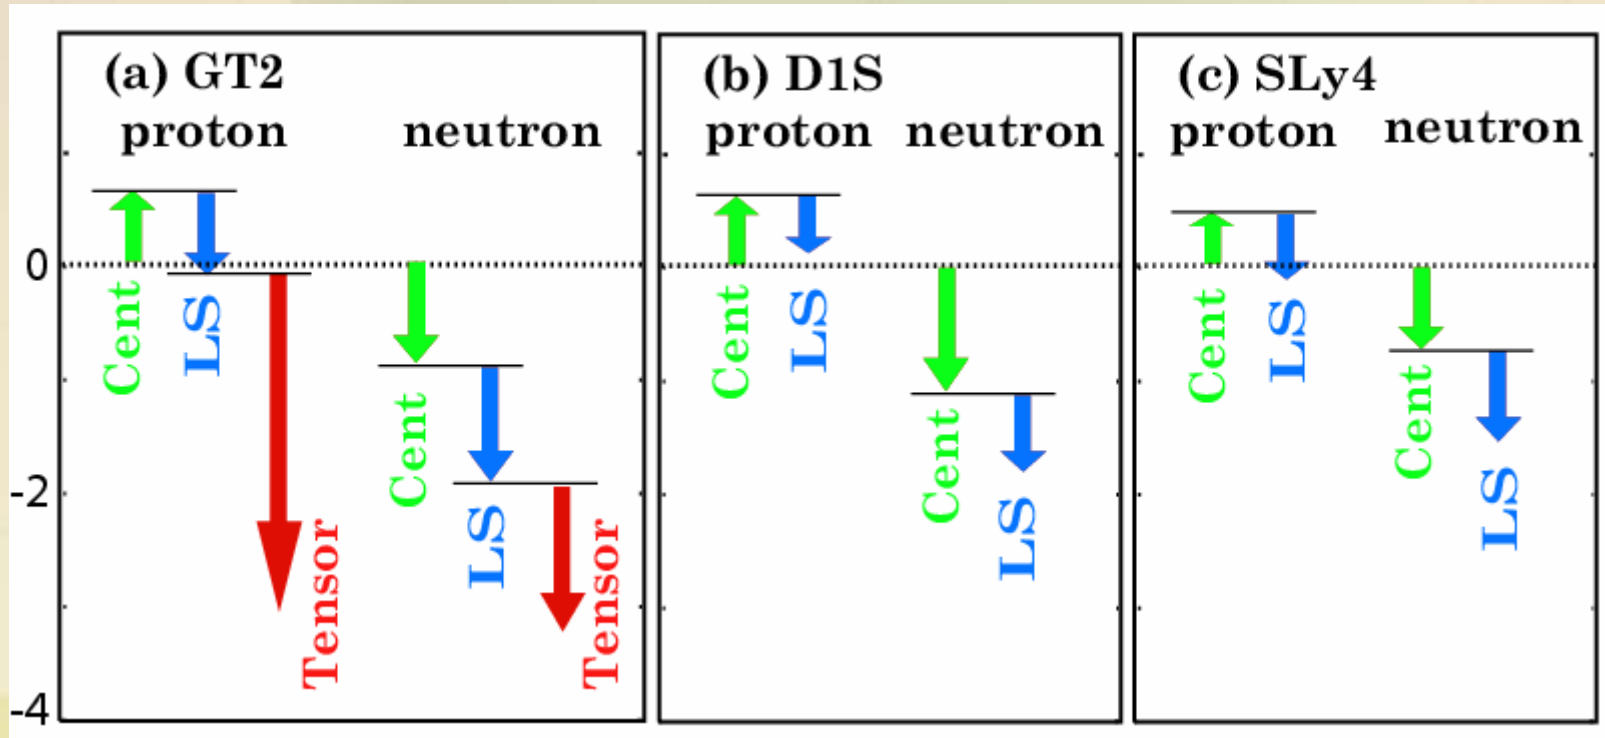 (a) GT2
proton neutron
Cent
LS
Tensor
Cent
LS
Tensor
(b) D1S
proton neutron
Cent
LS
Cent
LS
(c) SLy4
proton neutron
Cent
LS
Cent
LS
0
-2
-4